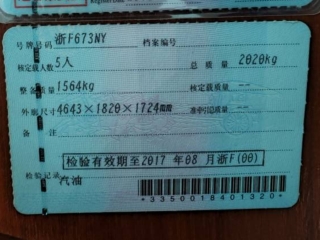 号牌号码 浙F673NY 档案编号
核定载人数 5人 总质量 2020kg
整备质量 1564kg 核定载质量 --
外廓尺寸 4643×1820×1724mm 准牵引总质量 --
备注
检验有效期至2017年08月浙F(00)
检验记录
汽油
*3350018401320*